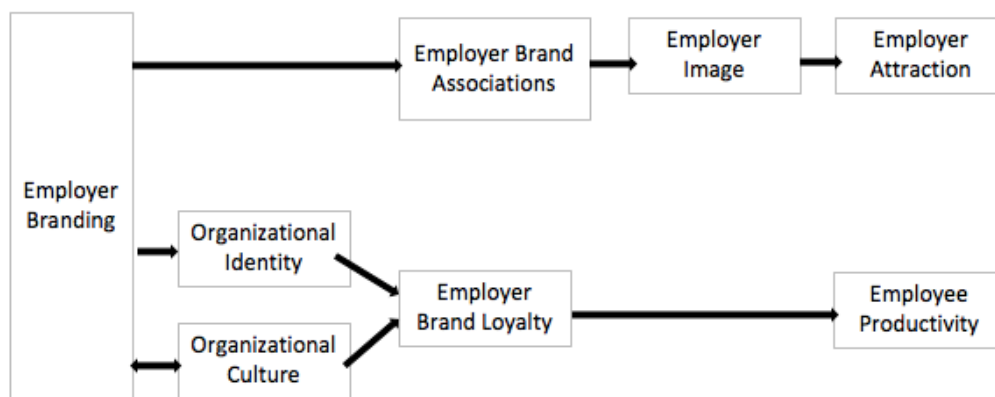 Employer Brand
Associations
Employer
Image
Employer
Attraction
Employer
Branding
Organizational
Identity
Employer
Brand Loyalty
Employee
Productivity
Organizational
Culture